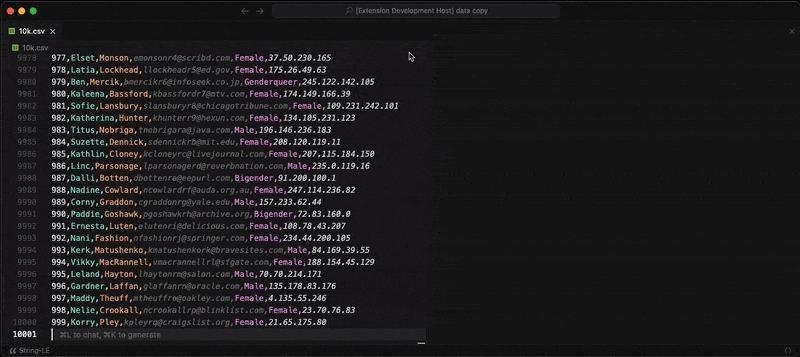 [Extension Development Host] data copy
10k.csv
10k.csv
9978 977,Elset,Monson,emonsonr4@scribd.com,Female,37.50.230.165
9979 978,Latia,Lockhead,llockheadr5@ed.gov,Female,175.26.49.63
9980 979,Ben,Mercik,bmercikr6@infoseek.co.jp,Genderqueer,245.122.142.105
9981 980,Kaleena,Bassford,kbassfordr7@mtv.com,Female,174.149.166.39
9982 981,Sofie,Lansbury,slansburyr8@chicagotribune.com,Female,109.231.242.101
9983 982,Katherina,Hunter,khunterr9@hexun.com,Female,134.105.231.123
9984 983,Titus,Nobriga,tnobrigara@java.com,Male,196.146.236.183
9985 984,Suzette,Dennick,sdennickrb@mit.edu,Female,208.120.119.11
9986 985,Kathlin,Cloney,kcloneyrc@livejournal.com,Female,207.115.184.150
9987 986,Linc,Parsonage,lparsonagerd@reverbnation.com,Male,235.0.119.16
9988 987,Dalli,Botten,dbottenre@eepurl.com,Bigender,91.200.100.1
9989 988,Nadine,Cowlard,ncowlardrf@auda.org.au,Female,247.114.236.82
9990 989,Corny,Graddon,cgraddonrg@yale.edu,Male,157.233.62.44
9991 990,Paddie,Goshawk,pgoshawkrh@archive.org,Bigender,72.83.160.0
9992 991,Ernesta,Luten,elutenri@delicious.com,Female,108.78.43.207
9993 992,Nani,Fashion,nfashionrj@springer.com,Female,234.44.200.105
9994 993,Kerk,Matushenko,kmatushenkork@bravesites.com,Male,84.169.39.55
9995 994,Vikky,MacRannell,vmacrannellrl@sfgate.com,Female,188.154.45.129
9996 995,Leland,Hayton,lhaytonrm@salon.com,Male,70.70.214.171
9997 996,Gardner,Laffan,glaffanrn@oracle.com,Male,135.178.83.176
9998 997,Maddy,Theuff,mtheuffro@oakley.com,Female,4.135.55.246
9999 998,Nelie,Crookall,ncrookallrp@blinklist.com,Female,23.70.76.83
10000 999,Korry,Pley,kpleyrq@craigslist.org,Female,21.65.175.80
10001 ⌘L to chat, ⌘K to generate
String-LE